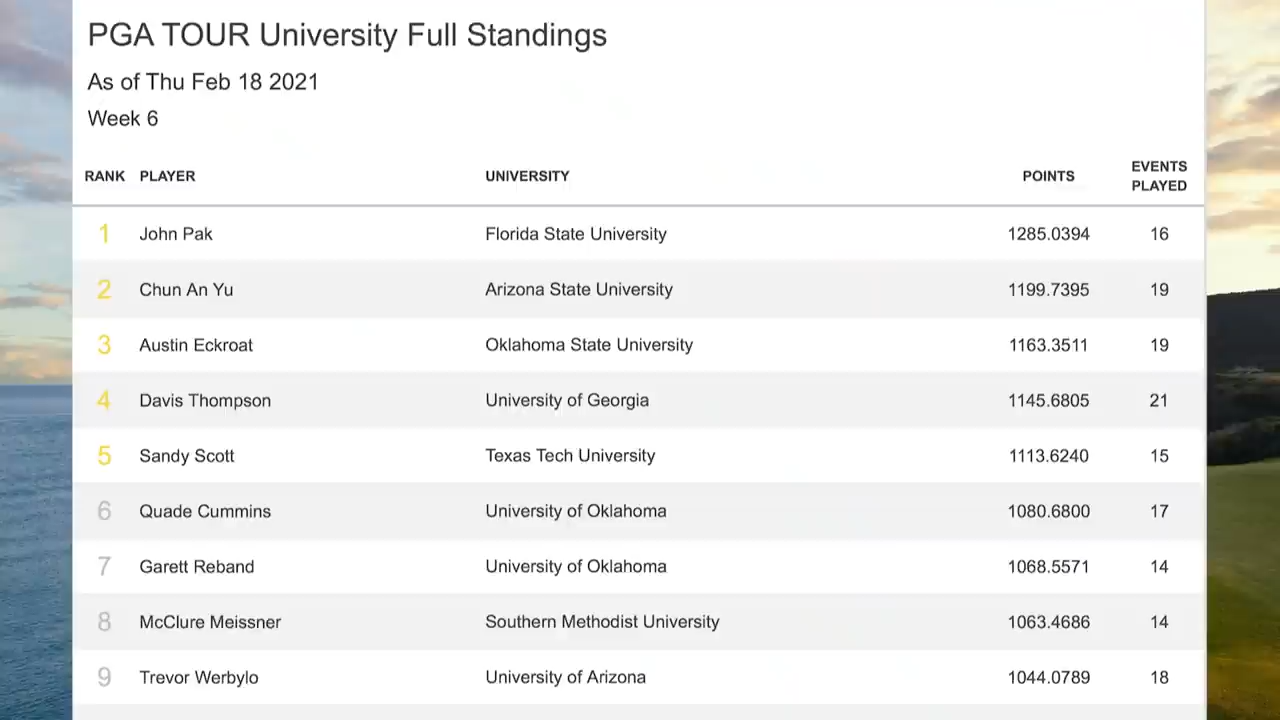 PGA TOUR University Full Standings
As of Thu Feb 18 2021
Week 6
RANK PLAYER UNIVERSITY POINTS EVENTS PLAYED
1 John Pak Florida State University 1285.0394 16
2 Chun An Yu Arizona State University 1199.7395 19
3 Austin Eckroat Oklahoma State University 1163.3511 19
4 Davis Thompson University of Georgia 1145.6805 21
5 Sandy Scott Texas Tech University 1113.6240 15
6 Quade Cummins University of Oklahoma 1080.6800 17
7 Garett Reband University of Oklahoma 1068.5571 14
8 McClure Meissner Southern Methodist University 1063.4686 14
9 Trevor Werbylo University of Arizona 1044.0789 18